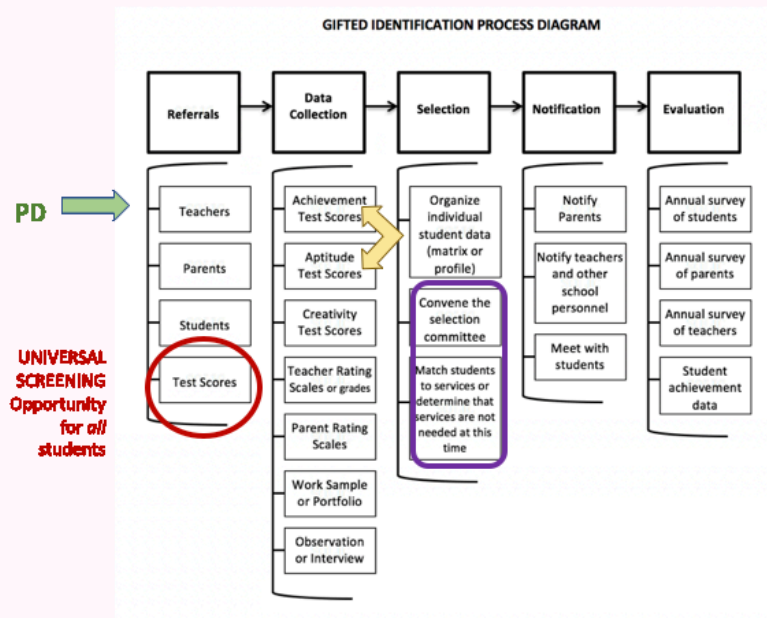 GIFTED IDENTIFICATION PROCESS DIAGRAM
Referrals
Data
Collection
Selection
Notification
Evaluation
PD
Teachers
Parents
Students
Test Scores
UNIVERSAL
SCREENING
Opportunity
for all
students
Achievement
Test Scores
Aptitude
Test Scores
Creativity
Test Scores
Teacher Rating
Scales or grades
Parent Rating
Scales
Work Sample
or Portfolio
Observation
or Interview
Organize
individual
student data
(matrix or
profile)
Convene the
selection
committee
Match students
to services or
determine that
services are not
needed at this
time
Notify
Parents
Notify teachers
and other
school
personnel
Meet with
students
Annual survey
of students
Annual survey
of parents
Annual survey
of teachers
Student
achievement
data